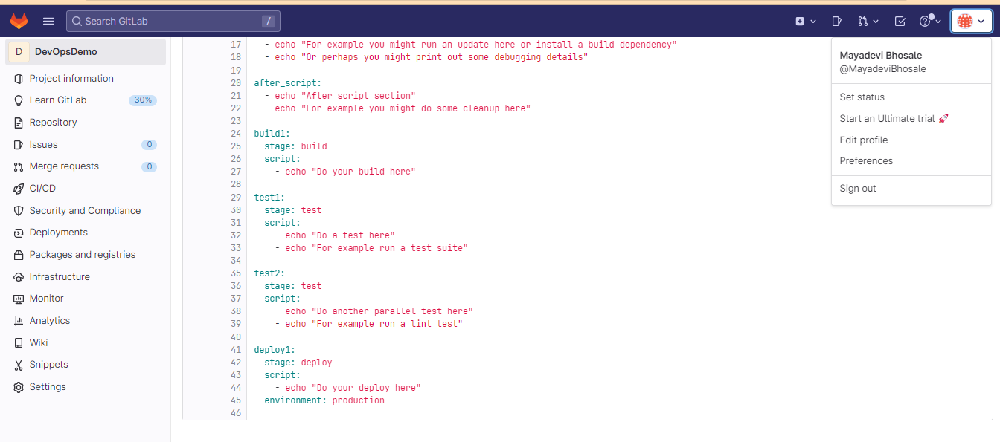 Search GitLab /
D DevOpsDemo
Project information
Learn GitLab 30%
Repository
Issues 0
Merge requests 0
CI/CD
Security and Compliance
Deployments
Packages and registries
Infrastructure
Monitor
Analytics
Wiki
Snippets
Settings
17   - echo "For example you might run an update here or install a build dependency"
18   - echo "Or perhaps you might print out some debugging details"
19
20 after_script:
21   - echo "After script section"
22   - echo "For example you might do some cleanup here"
23
24 build1:
25   stage: build
26   script:
27     - echo "Do your build here"
28
29 test1:
30   stage: test
31   script:
32     - echo "Do a test here"
33     - echo "For example run a test suite"
34
35 test2:
36   stage: test
37   script:
38     - echo "Do another parallel test here"
39     - echo "For example run a lint test"
40
41 deploy1:
42   stage: deploy
43   script:
44     - echo "Do your deploy here"
45   environment: production
46
Mayadevi Bhosale
@MayadeviBhosale
Set status
Start an Ultimate trial 🚀
Edit profile
Preferences
Sign out